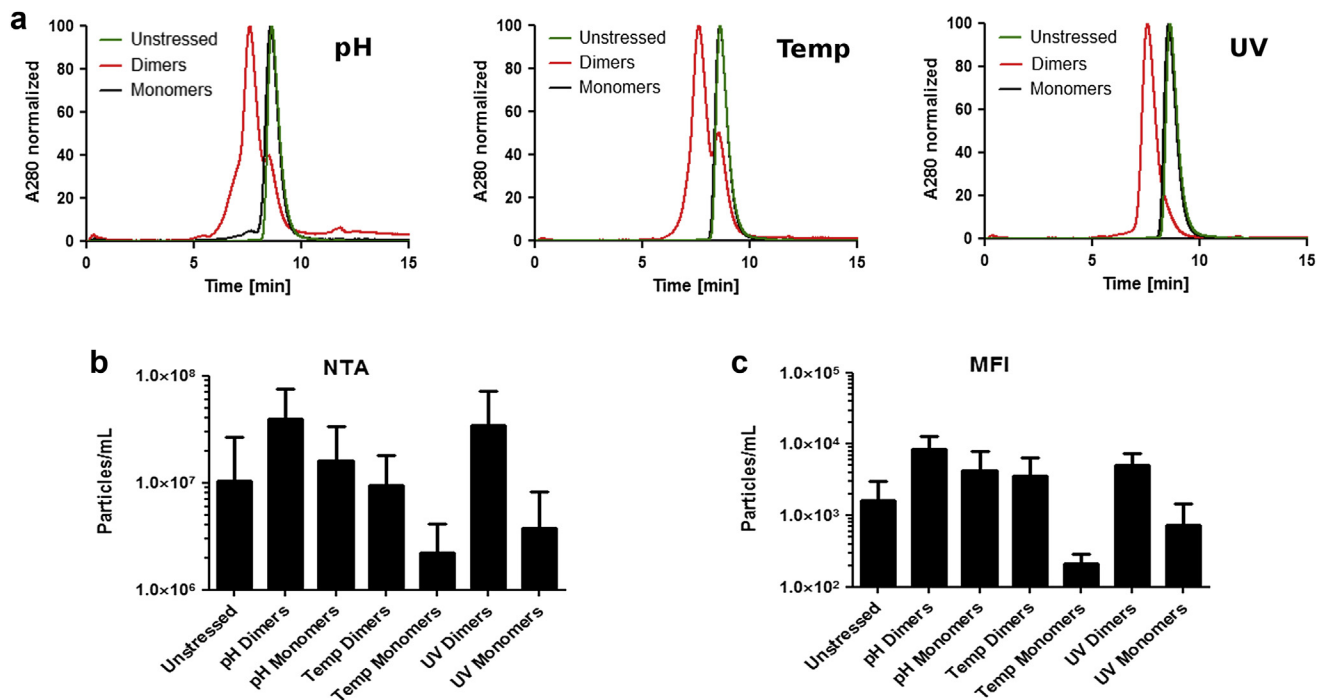 a
pH
Unstressed
Dimers
Monomers
A280 normalized
100
80
60
40
20
0
0 5 10 15
Time [min]
Temp
Unstressed
Dimers
Monomers
A280 normalized
100
80
60
40
20
0
0 5 10 15
Time [min]
UV
Unstressed
Dimers
Monomers
A280 normalized
100
80
60
40
20
0
0 5 10 15
Time [min]
b
NTA
Particles/mL
1.0×10⁸
1.0×10⁷
1.0×10⁶
Unstressed
pH Dimers
pH Monomers
Temp Dimers
Temp Monomers
UV Dimers
UV Monomers
c
MFI
Particles/mL
1.0×10⁵
1.0×10⁴
1.0×10³
1.0×10²
Unstressed
pH Dimers
pH Monomers
Temp Dimers
Temp Monomers
UV Dimers
UV Monomers